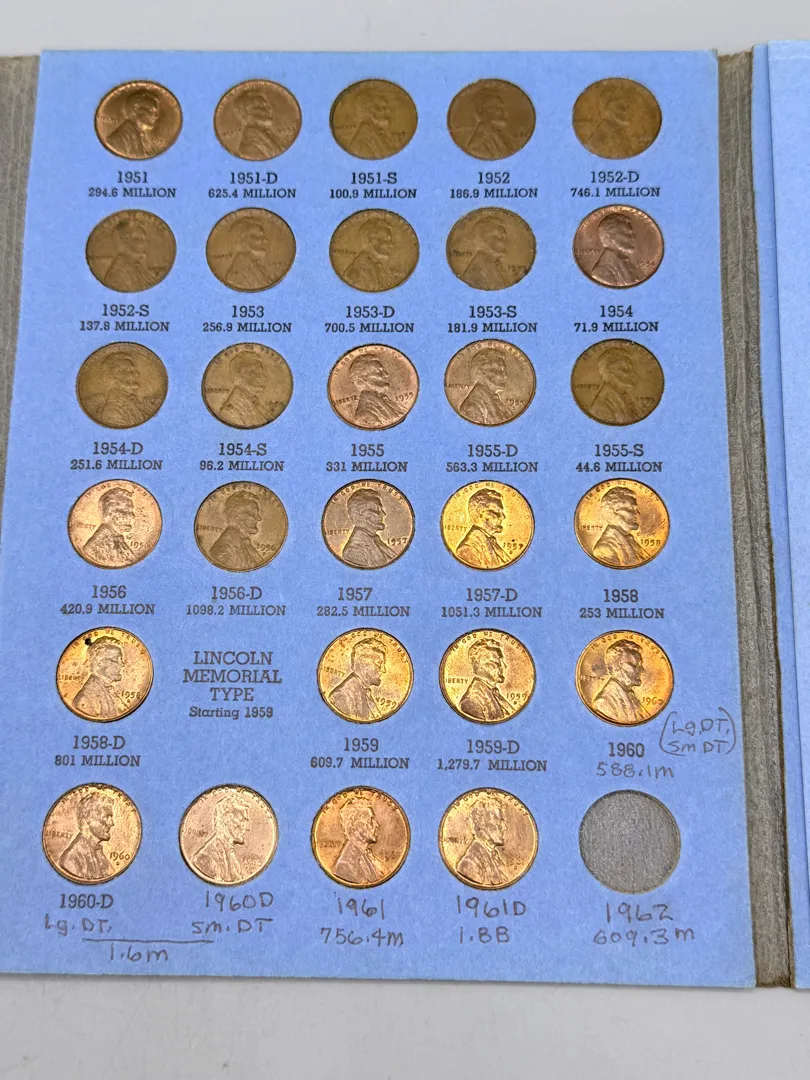 1951 1951-D 1951-S 1952 1952-D
294.6 MILLION 625.4 MILLION 100.9 MILLION 186.9 MILLION 746.1 MILLION
1952-S 1953 1953-D 1953-S 1954
137.8 MILLION 256.9 MILLION 700.5 MILLION 181.9 MILLION 71.9 MILLION
1954-D 1954-S 1955 1955-D 1955-S
251.6 MILLION 96.2 MILLION 331 MILLION 563.3 MILLION 44.6 MILLION
1956 1956-D 1957 1957-D 1958
420.9 MILLION 1098.2 MILLION 282.5 MILLION 1051.3 MILLION 253 MILLION
LINCOLN
MEMORIAL
TYPE
Starting 1959
1958-D 1959 1959-D 1960 (Lg. DT.
801 MILLION 609.7 MILLION 1,279.7 MILLION 588.1m Sm DT)
1960-D 1960D 1961 1961D 1962
Lg. DT. Sm. DT 756.4m 1.8B 609.3m
1.6m